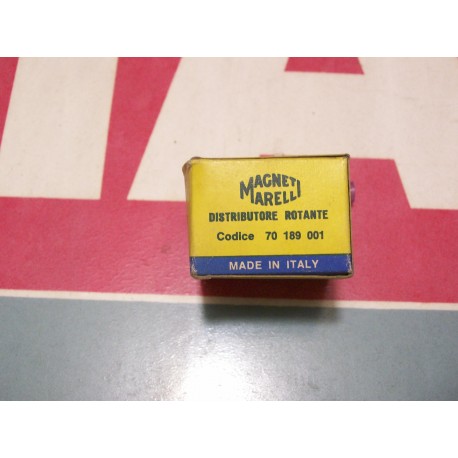 MAGNETI
MARELLI
DISTRIBUTORE ROTANTE
Codice 70 189 001
MADE IN ITALY